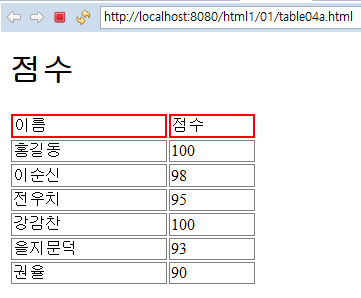 http://localhost:8080/html1/01/table04a.html
점수
이름 점수
홍길동 100
이순신 98
전우치 95
강감찬 100
을지문덕 93
권율 90